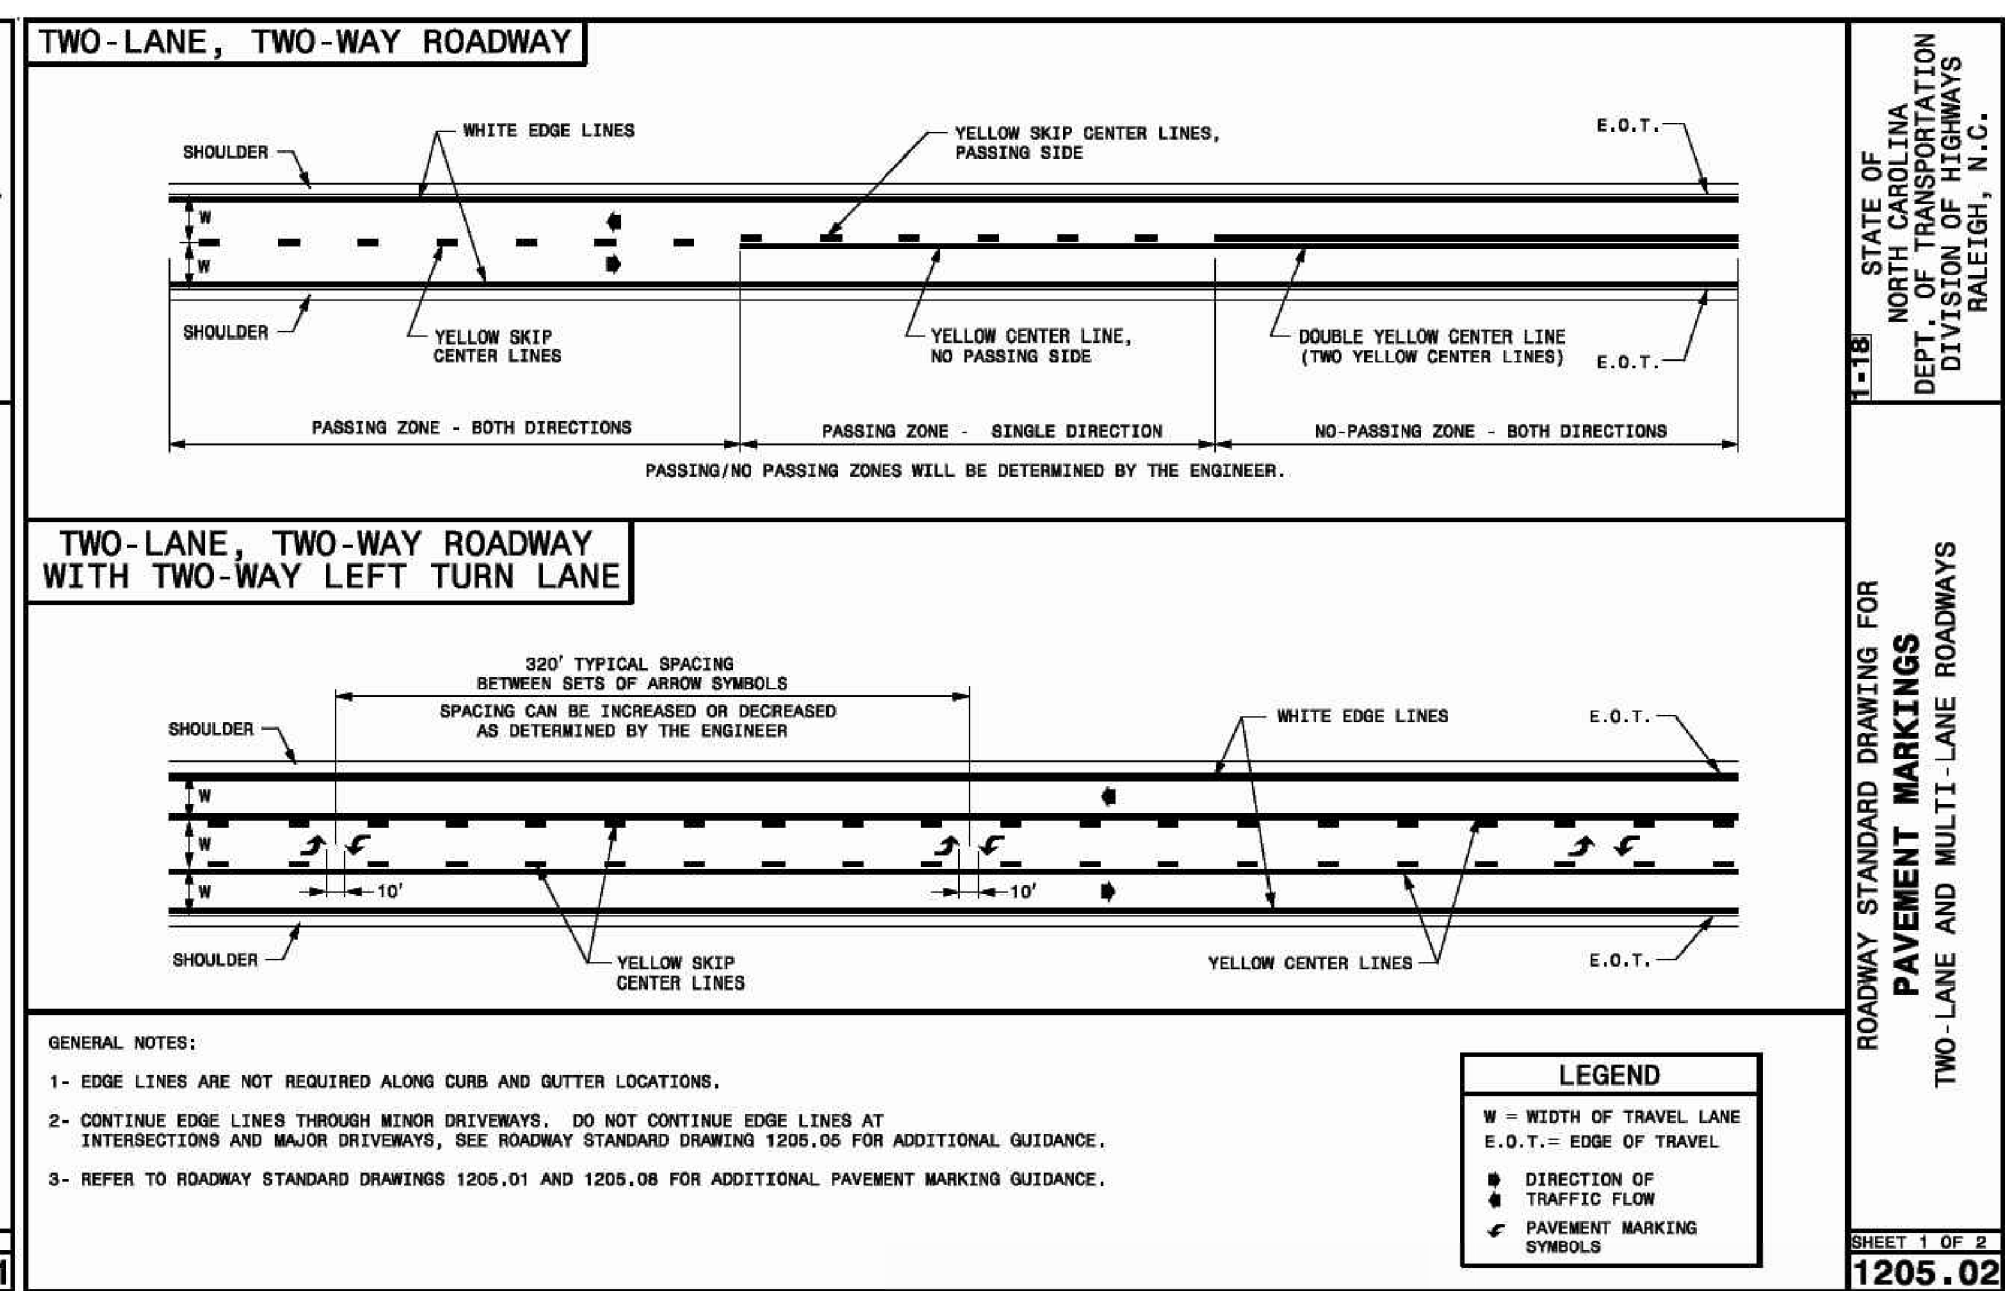 TWO-LANE, TWO-WAY ROADWAY
WHITE EDGE LINES
SHOULDER
YELLOW SKIP CENTER LINES,
PASSING SIDE
E.O.T.
W
W
SHOULDER
YELLOW SKIP
CENTER LINES
YELLOW CENTER LINE,
NO PASSING SIDE
DOUBLE YELLOW CENTER LINE
(TWO YELLOW CENTER LINES)
E.O.T.
PASSING ZONE - BOTH DIRECTIONS
PASSING ZONE - SINGLE DIRECTION
NO-PASSING ZONE - BOTH DIRECTIONS
PASSING/NO PASSING ZONES WILL BE DETERMINED BY THE ENGINEER.
TWO-LANE, TWO-WAY ROADWAY
WITH TWO-WAY LEFT TURN LANE
320' TYPICAL SPACING
BETWEEN SETS OF ARROW SYMBOLS
SPACING CAN BE INCREASED OR DECREASED
AS DETERMINED BY THE ENGINEER
SHOULDER
WHITE EDGE LINES
E.O.T.
W
W
W
10'
10'
SHOULDER
YELLOW SKIP
CENTER LINES
YELLOW CENTER LINES
E.O.T.
GENERAL NOTES:
1- EDGE LINES ARE NOT REQUIRED ALONG CURB AND GUTTER LOCATIONS.
2- CONTINUE EDGE LINES THROUGH MINOR DRIVEWAYS. DO NOT CONTINUE EDGE LINES AT
INTERSECTIONS AND MAJOR DRIVEWAYS, SEE ROADWAY STANDARD DRAWING 1205.05 FOR ADDITIONAL GUIDANCE.
3- REFER TO ROADWAY STANDARD DRAWINGS 1205.01 AND 1205.08 FOR ADDITIONAL PAVEMENT MARKING GUIDANCE.
LEGEND
W = WIDTH OF TRAVEL LANE
E.O.T.= EDGE OF TRAVEL
DIRECTION OF
TRAFFIC FLOW
PAVEMENT MARKING
SYMBOLS
1-18
STATE OF
NORTH CAROLINA
DEPT. OF TRANSPORTATION
DIVISION OF HIGHWAYS
RALEIGH, N.C.
ROADWAY STANDARD DRAWING FOR
PAVEMENT MARKINGS
TWO-LANE AND MULTI-LANE ROADWAYS
SHEET 1 OF 2
1205.02